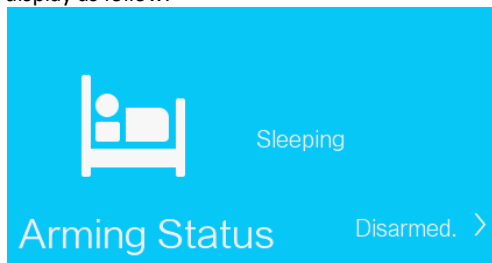 display as follow:
Sleeping
Arming Status
Disarmed. >